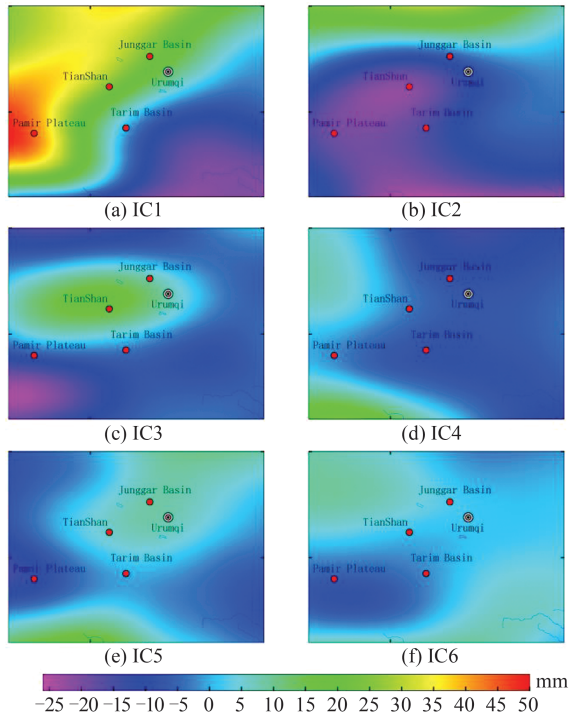 Junggar Basin
TianShan
Urumqi
Pamir Plateau
Tarim Basin
(a) IC1
Junggar Basin
TianShan
Urumqi
Pamir Plateau
Tarim Basin
(b) IC2
Junggar Basin
TianShan
Urumqi
Pamir Plateau
Tarim Basin
(c) IC3
Junggar Basin
TianShan
Urumqi
Pamir Plateau
Tarim Basin
(d) IC4
Junggar Basin
TianShan
Urumqi
Pamir Plateau
Tarim Basin
(e) IC5
Junggar Basin
TianShan
Urumqi
Pamir Plateau
Tarim Basin
(f) IC6
mm
−25 −20 −15 −10 −5 0 5 10 15 20 25 30 35 40 45 50